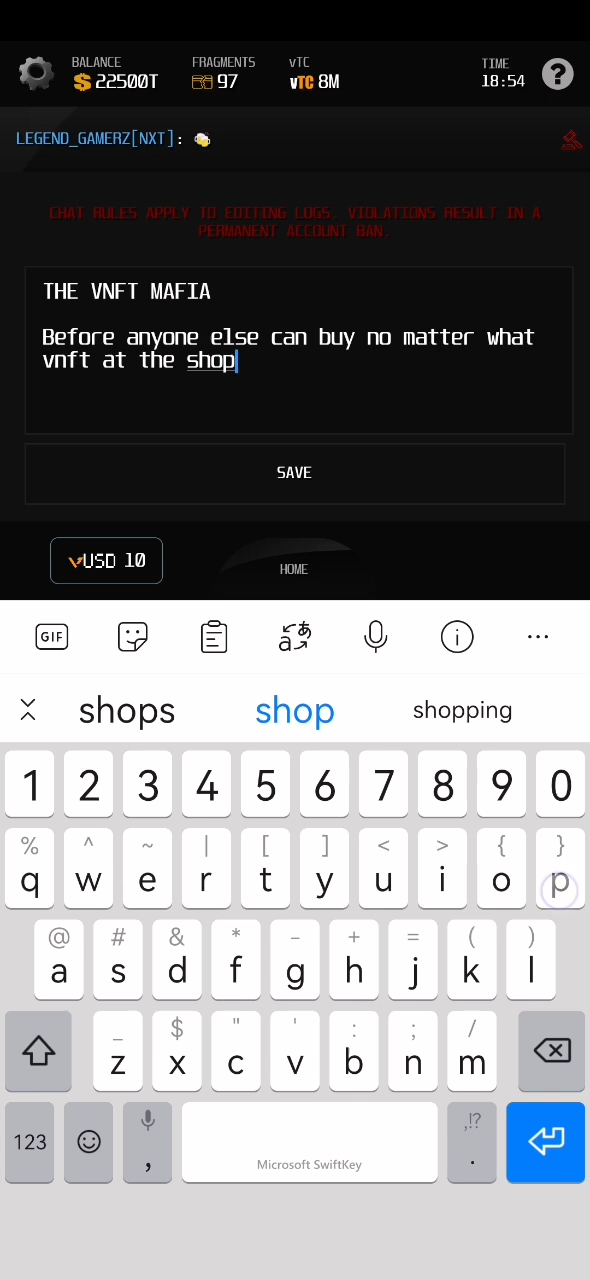 BALANCE FRAGMENTS vTC TIME
$ 22500T 97 vTC 8M 18:54 ?
LEGEND_GAMERZ[NXT]:
CHAT RULES APPLY TO EDITING LOGS. VIOLATIONS RESULT IN A
PERMANENT ACCOUNT BAN.
THE VNFT MAFIA
Before anyone else can buy no matter what
vnft at the shop
SAVE
USD 10
HOME
GIF
shops shop shopping
1 2 3 4 5 6 7 8 9 0
% ^ ~ | [ ] < > { }
q w e r t y u i o p
@ # & * - + = ( )
a s d f g h j k l
_ $ " ' : ; /
z x c v b n m
123 , Microsoft SwiftKey ,!? .